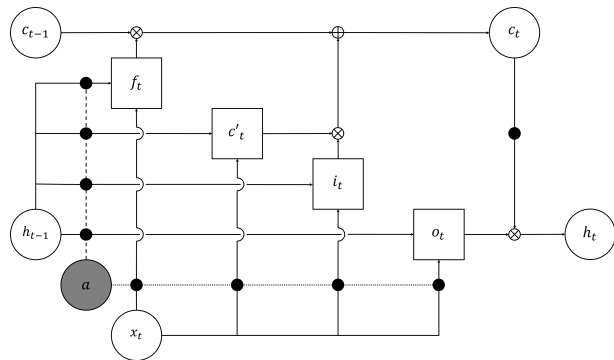 c_{t-1}
c_t
f_t
c'_t
i_t
h_{t-1}
o_t
h_t
a
x_t